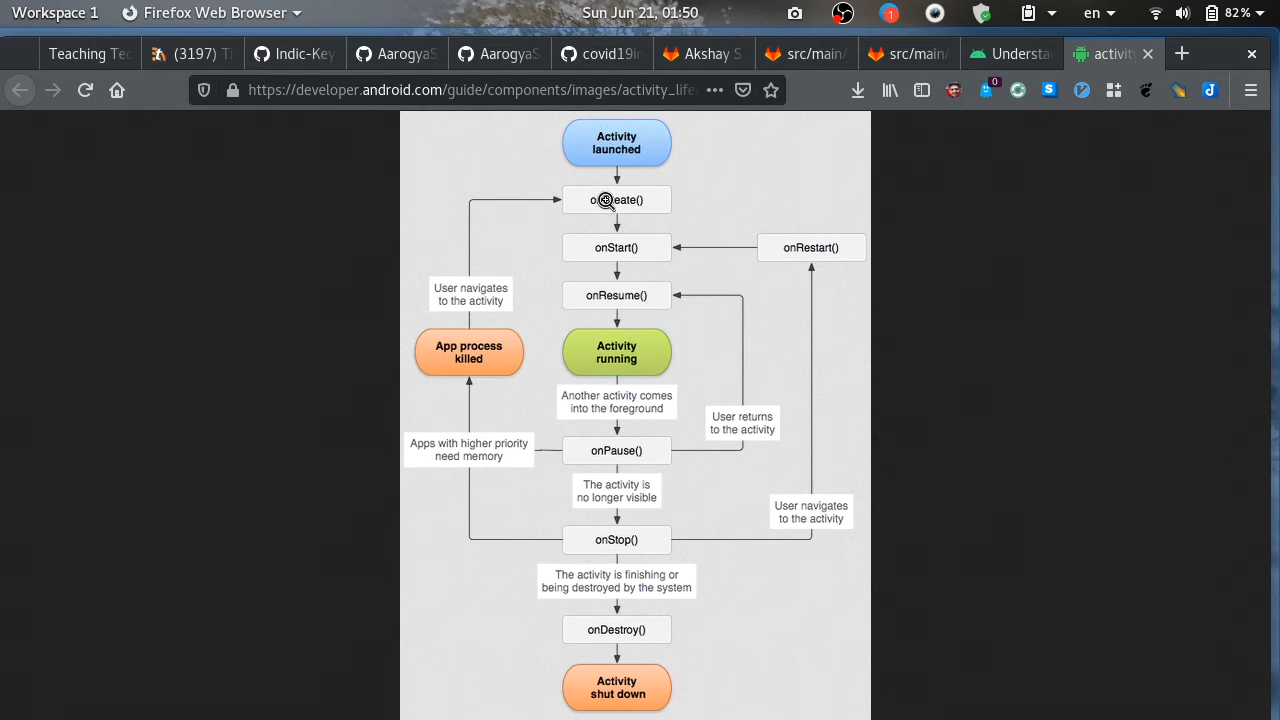 Workspace 1
Firefox Web Browser
Sun Jun 21, 01:50
1
en
82%
Teaching Te
(3197) T
Indic-Key
AarogyaS
AarogyaS
covid19in
Akshay S
src/main/
src/main/
Understa
activity
https://developer.android.com/guide/components/images/activity_life
0
Activity
launched
onStart()
onRestart()
onResume()
User navigates
to the activity
App process
killed
Activity
running
Another activity comes
into the foreground
User returns
to the activity
Apps with higher priority
need memory
onPause()
The activity is
no longer visible
User navigates
to the activity
onStop()
The activity is finishing or
being destroyed by the system
onDestroy()
Activity
shut down